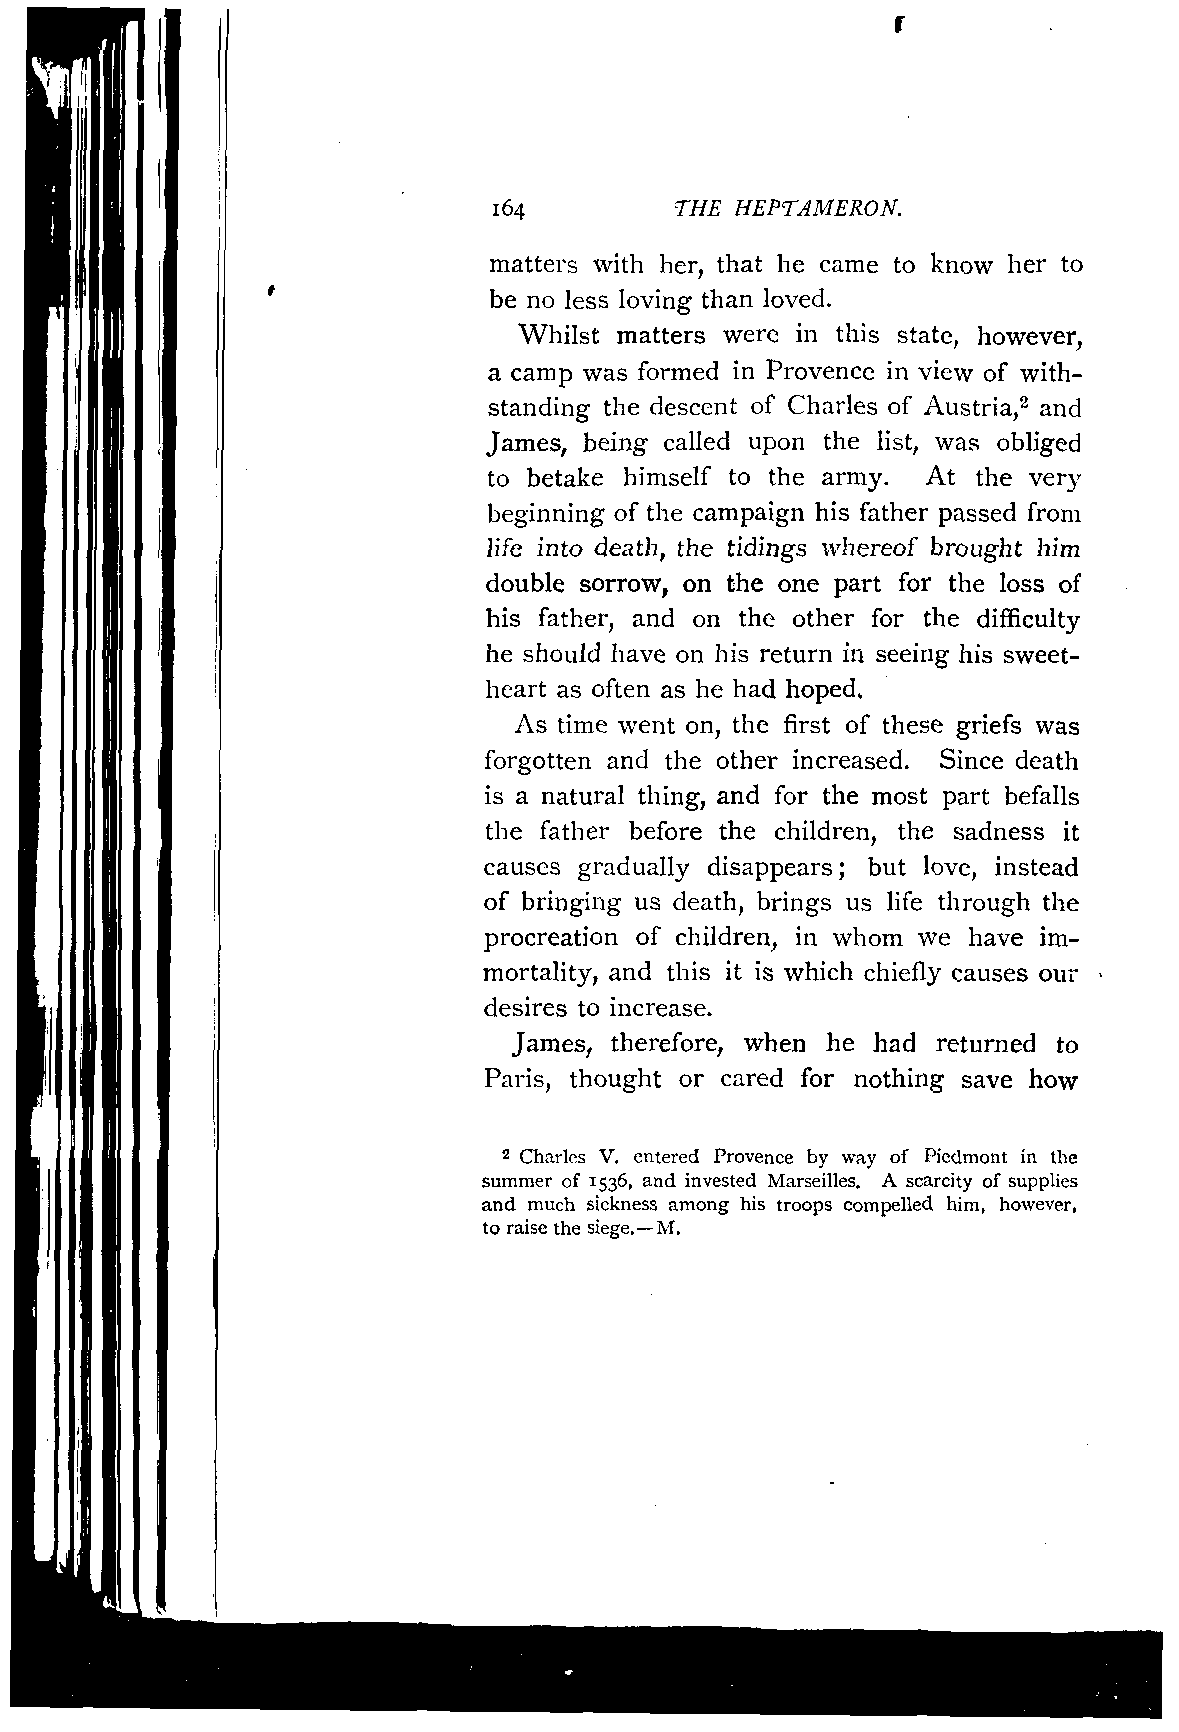 164 THE HEPTAMERON.
matters with her, that he came to know her to
be no less loving than loved.
Whilst matters were in this state, however,
a camp was formed in Provence in view of with-
standing the descent of Charles of Austria,² and
James, being called upon the list, was obliged
to betake himself to the army. At the very
beginning of the campaign his father passed from
life into death, the tidings whereof brought him
double sorrow, on the one part for the loss of
his father, and on the other for the difficulty
he should have on his return in seeing his sweet-
heart as often as he had hoped.
As time went on, the first of these griefs was
forgotten and the other increased. Since death
is a natural thing, and for the most part befalls
the father before the children, the sadness it
causes gradually disappears; but love, instead
of bringing us death, brings us life through the
procreation of children, in whom we have im-
mortality, and this it is which chiefly causes our
desires to increase.
James, therefore, when he had returned to
Paris, thought or cared for nothing save how
² Charles V. entered Provence by way of Piedmont in the
summer of 1536, and invested Marseilles. A scarcity of supplies
and much sickness among his troops compelled him, however,
to raise the siege.—M.